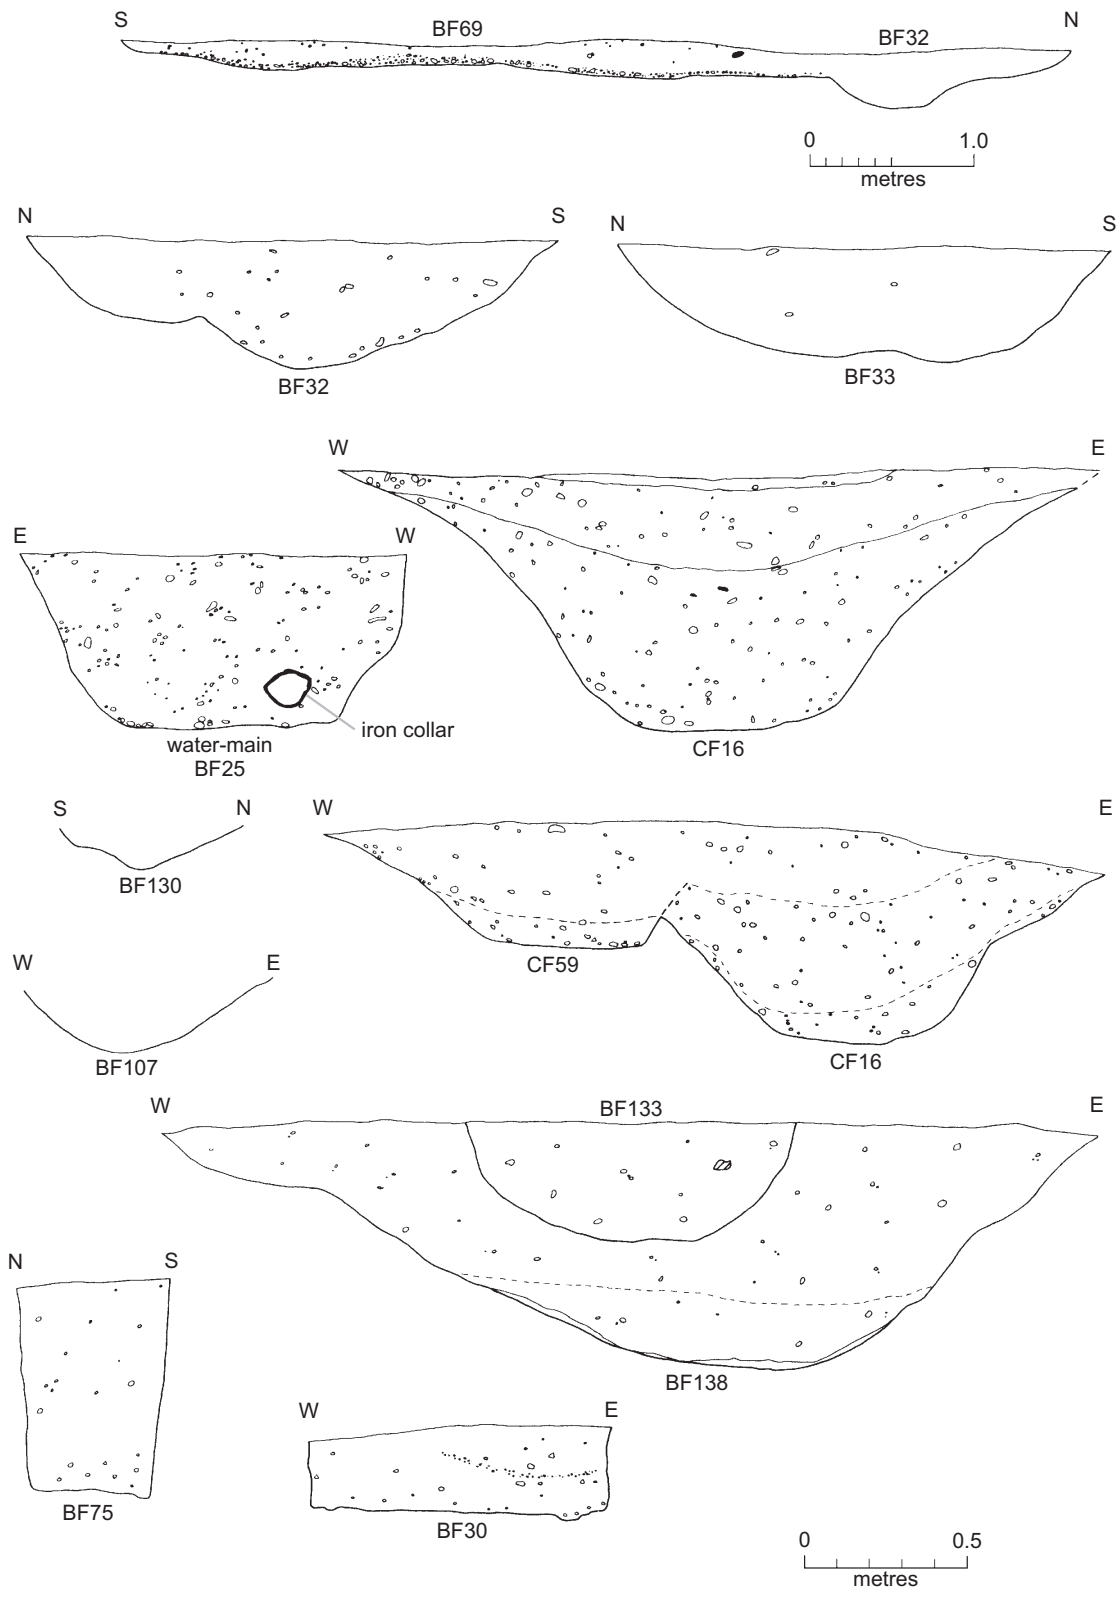 S BF69 BF32 N
0 1.0
metres
N S N S
BF32 BF33
W E
E W
iron collar
water-main
BF25
CF16
S N W E
BF130
CF59
W E
BF107
CF16
W BF133 E
N S
BF138
W E
BF75
BF30
0 0.5
metres